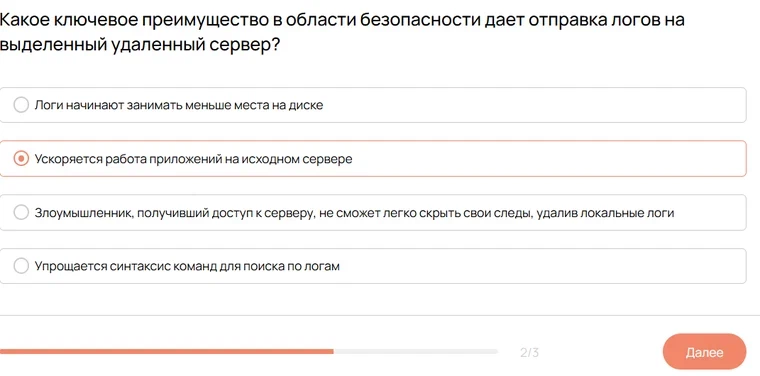 Какое ключевое преимущество в области безопасности дает отправка логов на
выделенный удаленный сервер?
Логи начинают занимать меньше места на диске
Ускоряется работа приложений на исходном сервере
Злоумышленник, получивший доступ к серверу, не сможет легко скрыть свои следы, удалив локальные логи
Упрощается синтаксис команд для поиска по логам
2/3
Далее